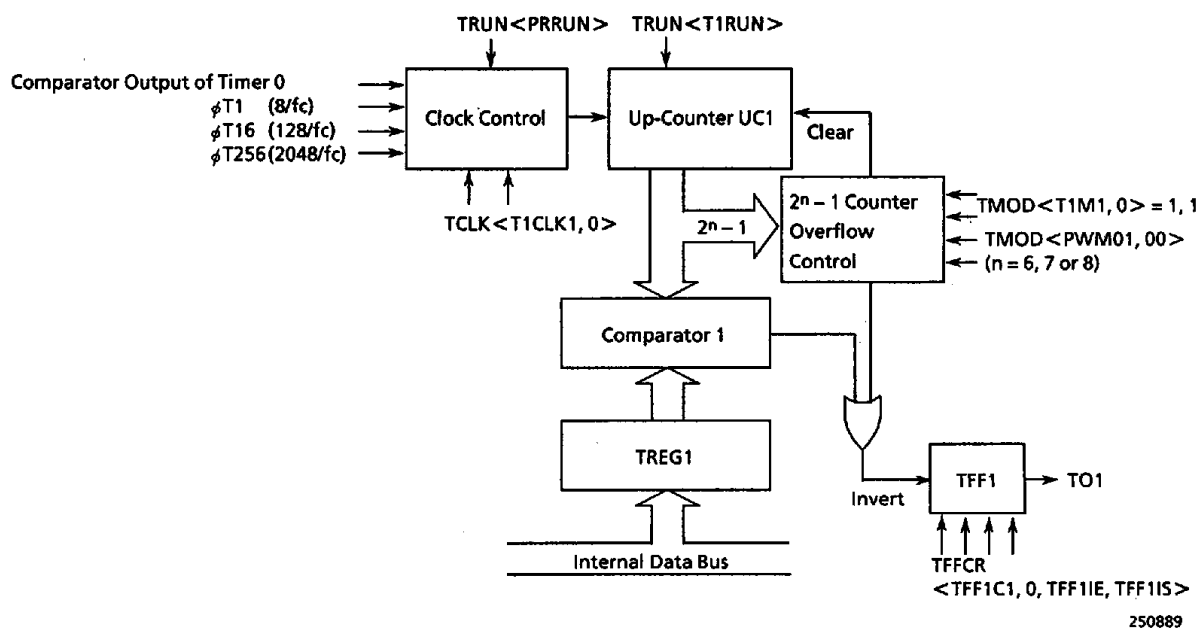 TRUN<PRRUN>
TRUN<T1RUN>
Comparator Output of Timer 0
ϕT1 (8/fc)
ϕT16 (128/fc)
ϕT256 (2048/fc)
Clock Control
Up-Counter UC1
Clear
TCLK<T1CLK1, 0>
2ⁿ – 1
2ⁿ – 1 Counter
Overflow
Control
TMOD<T1M1, 0> = 1, 1
TMOD<PWM01, 00>
(n = 6, 7 or 8)
Comparator 1
TREG1
Internal Data Bus
Invert
TFF1
TO1
TFFCR
<TFF1C1, 0, TFF1IE, TFF1IS>
250889